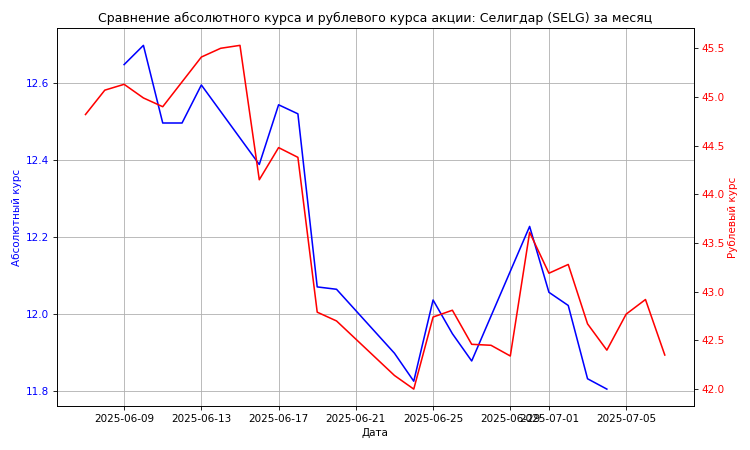 Сравнение абсолютного курса и рублевого курса акции: Селигдар (SELG) за месяц
Абсолютный курс
12.6
12.4
12.2
12.0
11.8
45.5
45.0
44.5
44.0
43.5
43.0
42.5
42.0
Рублевый курс
2025-06-09 2025-06-13 2025-06-17 2025-06-21 2025-06-25 2025-06-29 2025-07-01 2025-07-05
Дата